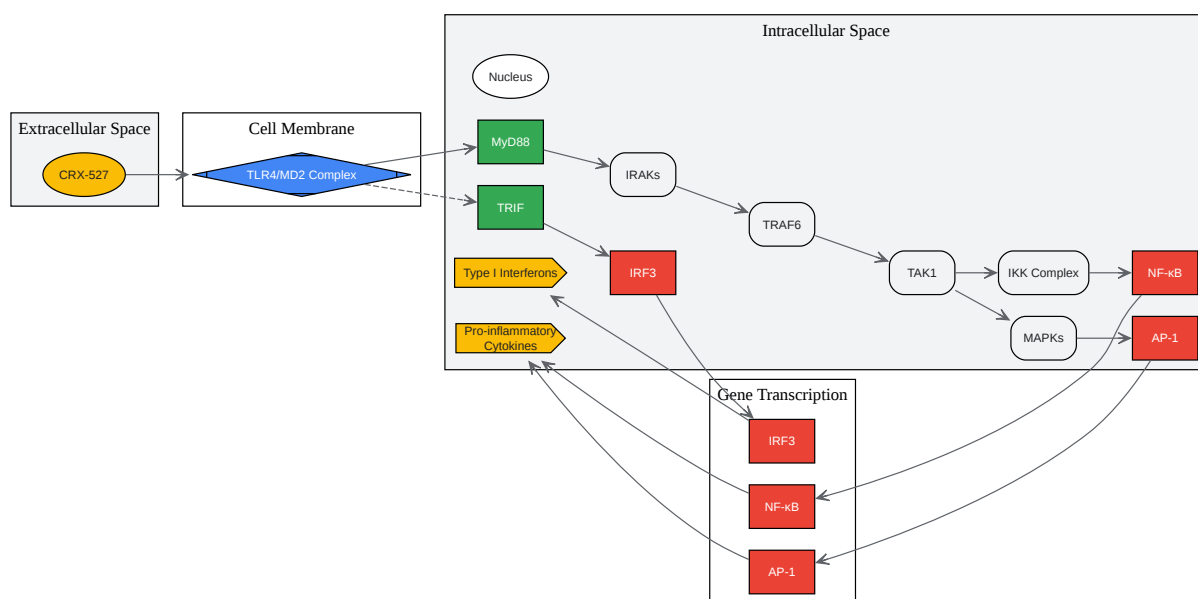 Intracellular Space
Nucleus
Extracellular Space
CRX-527
Cell Membrane
TLR4/MD2 Complex
MyD88
TRIF
IRAKs
TRAF6
TAK1
IKK Complex
NF-κB
MAPKs
AP-1
IRF3
Type I Interferons
Pro-inflammatory
Cytokines
Gene Transcription
IRF3
NF-κB
AP-1